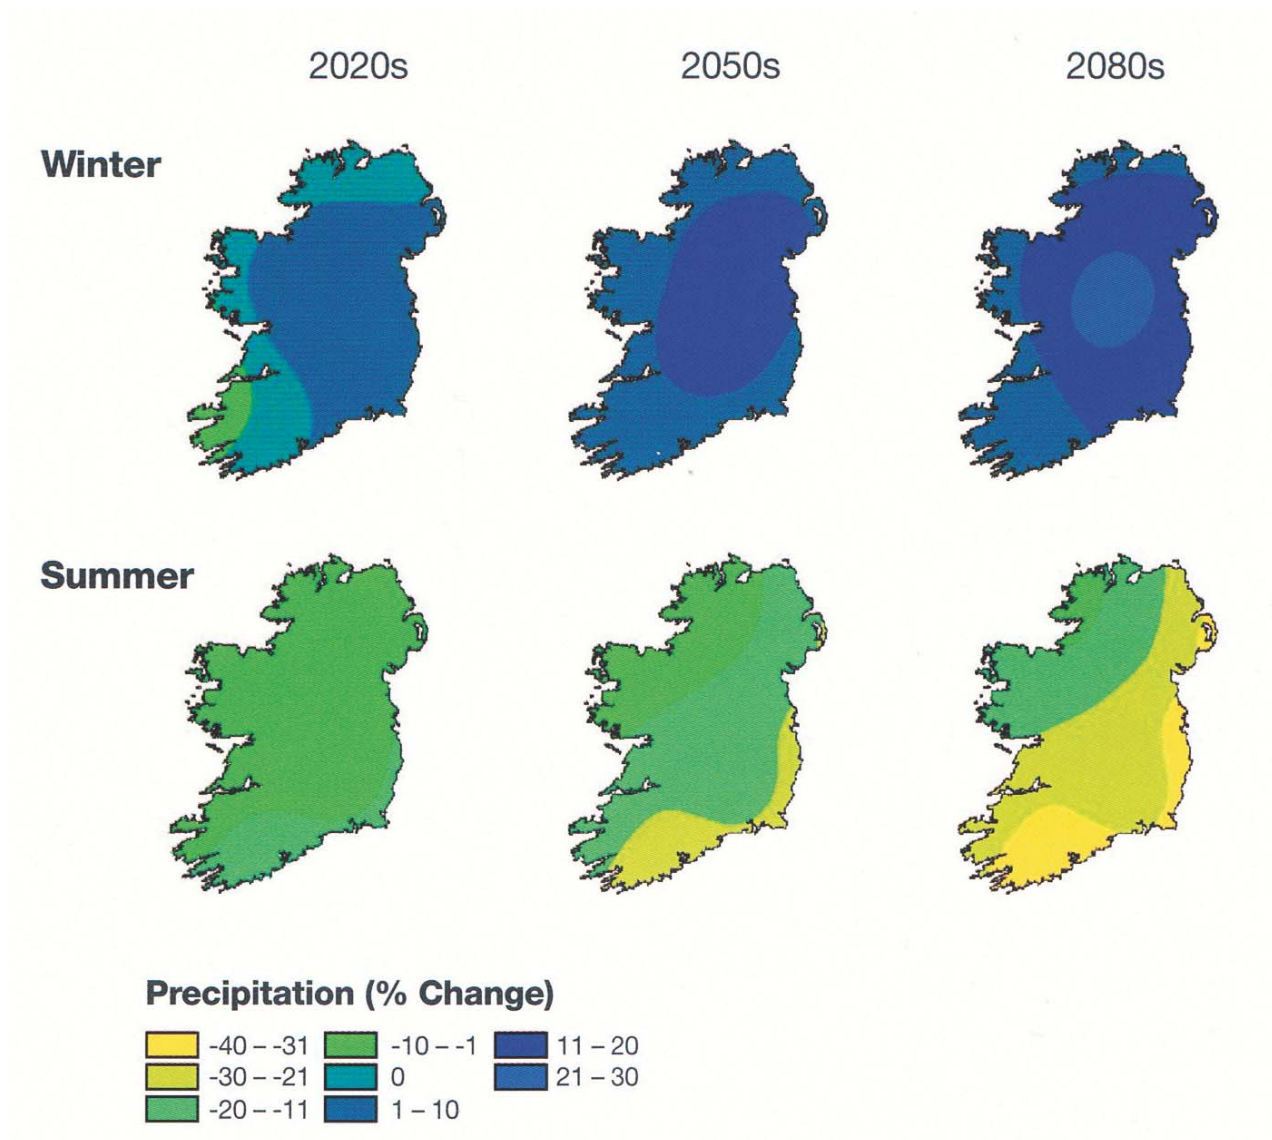 2020s 2050s 2080s
Winter
Summer
Precipitation (% Change)
-40 – -31 -10 – -1 11 – 20
-30 – -21 0 21 – 30
-20 – -11 1 – 10